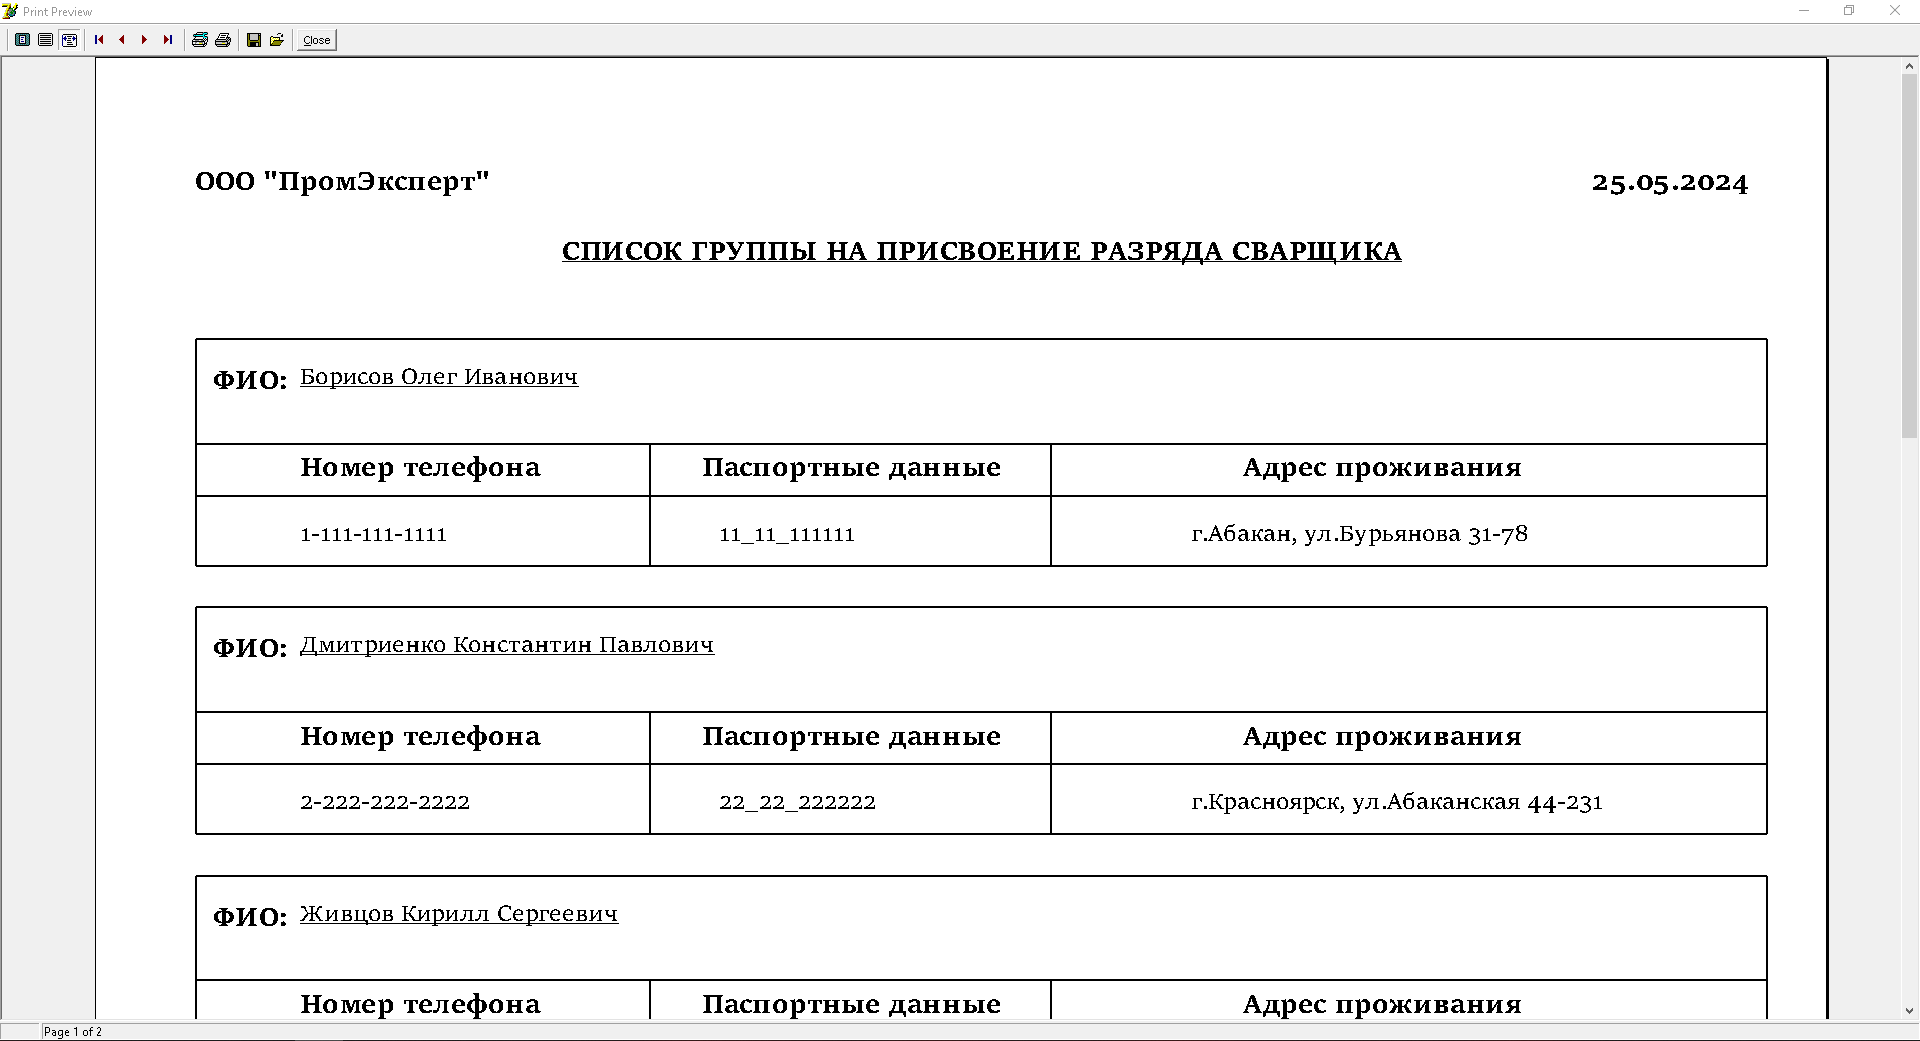 Print Preview
Close
ООО "ПромЭксперт" 25.05.2024
СПИСОК ГРУППЫ НА ПРИСВОЕНИЕ РАЗРЯДА СВАРЩИКА
ФИО: Борисов Олег Иванович
Номер телефона Паспортные данные Адрес проживания
1-111-111-1111 11_11_111111 г.Абакан, ул.Бурьянова 31-78
ФИО: Дмитриенко Константин Павлович
Номер телефона Паспортные данные Адрес проживания
2-222-222-2222 22_22_222222 г.Красноярск, ул.Абаканская 44-231
ФИО: Живцов Кирилл Сергеевич
Номер телефона Паспортные данные Адрес проживания
Page 1 of 2